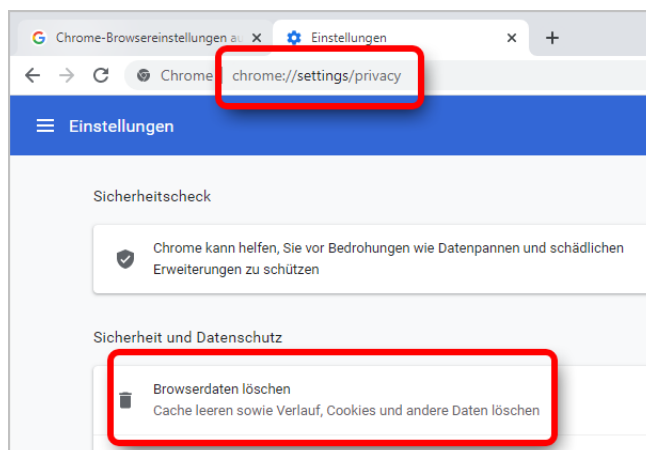 Chrome-Browsereinstellungen au
Einstellungen
Chrome
chrome://settings/privacy
Einstellungen
Sicherheitscheck
Chrome kann helfen, Sie vor Bedrohungen wie Datenpannen und schädlichen
Erweiterungen zu schützen
Sicherheit und Datenschutz
Browserdaten löschen
Cache leeren sowie Verlauf, Cookies und andere Daten löschen